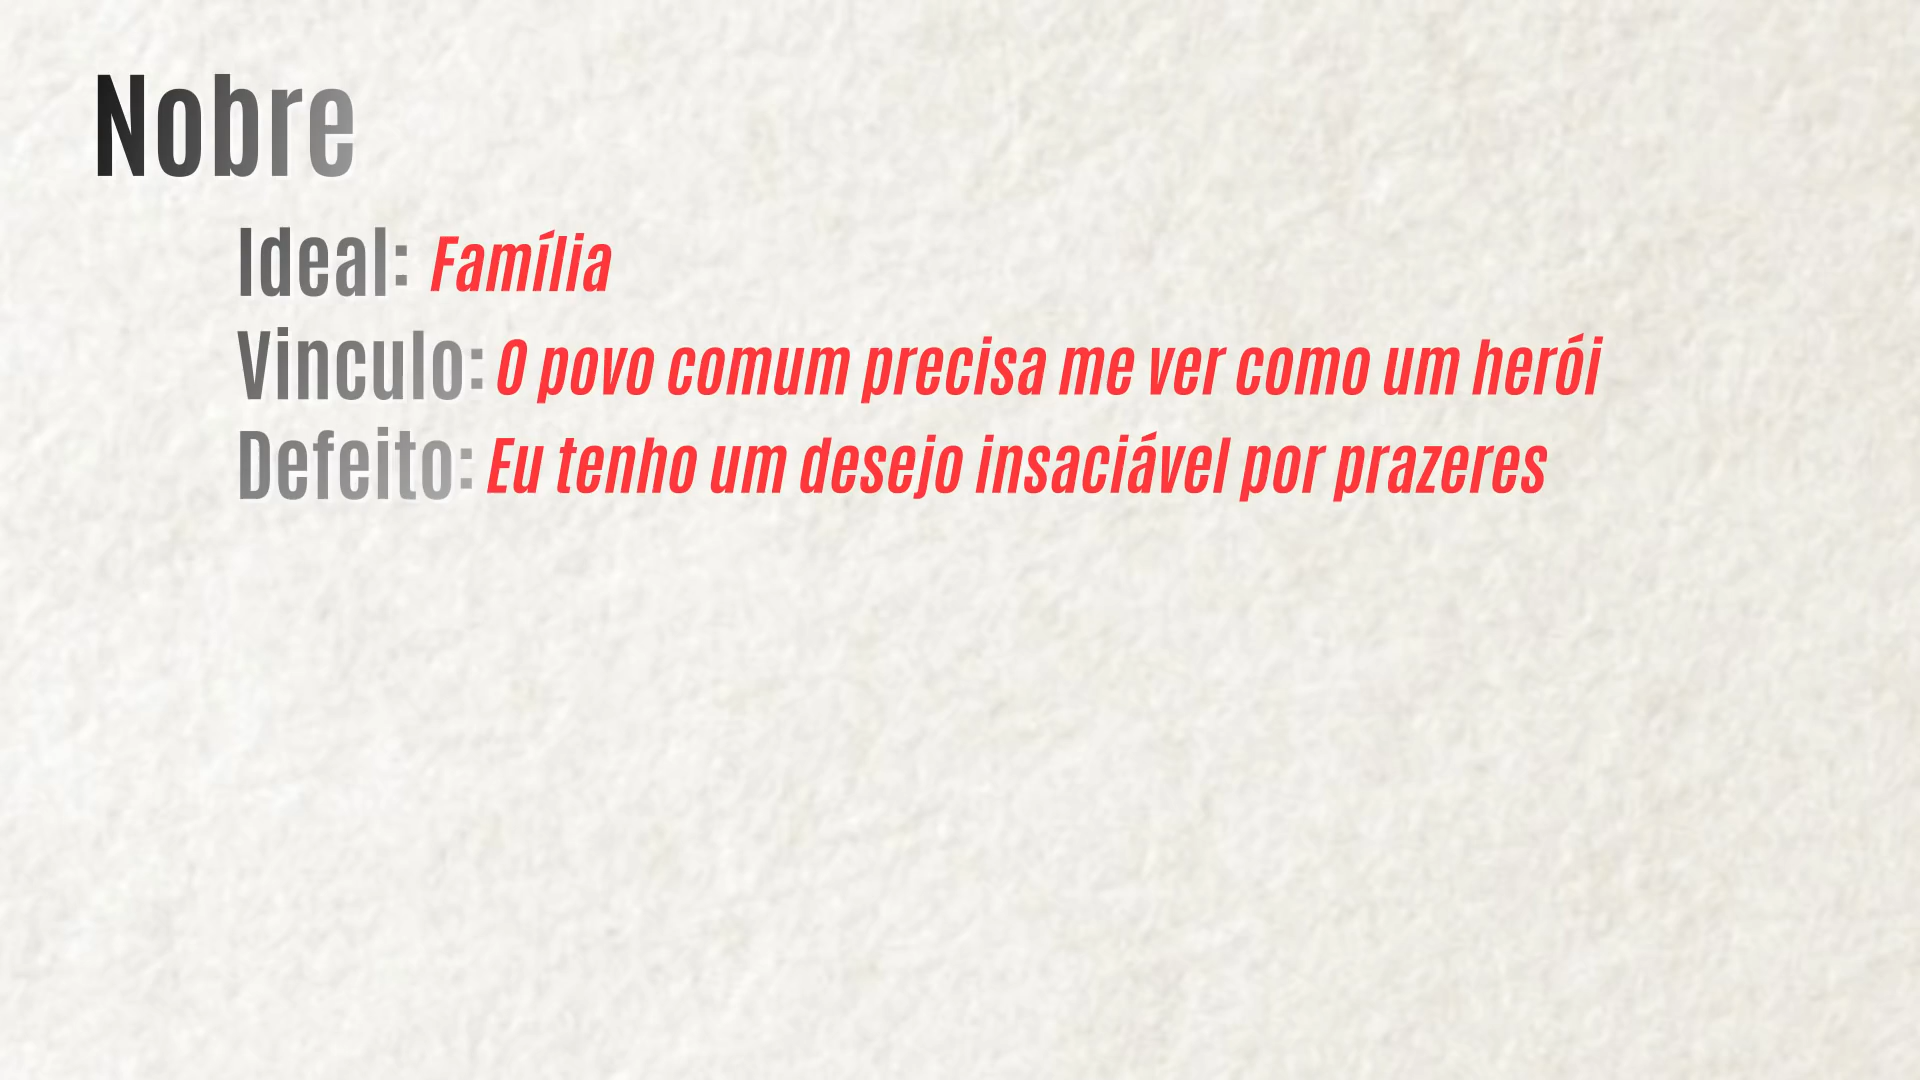 Nobre
Ideal: Família
Vinculo: O povo comum precisa me ver como um herói
Defeito: Eu tenho um desejo insaciável por prazeres